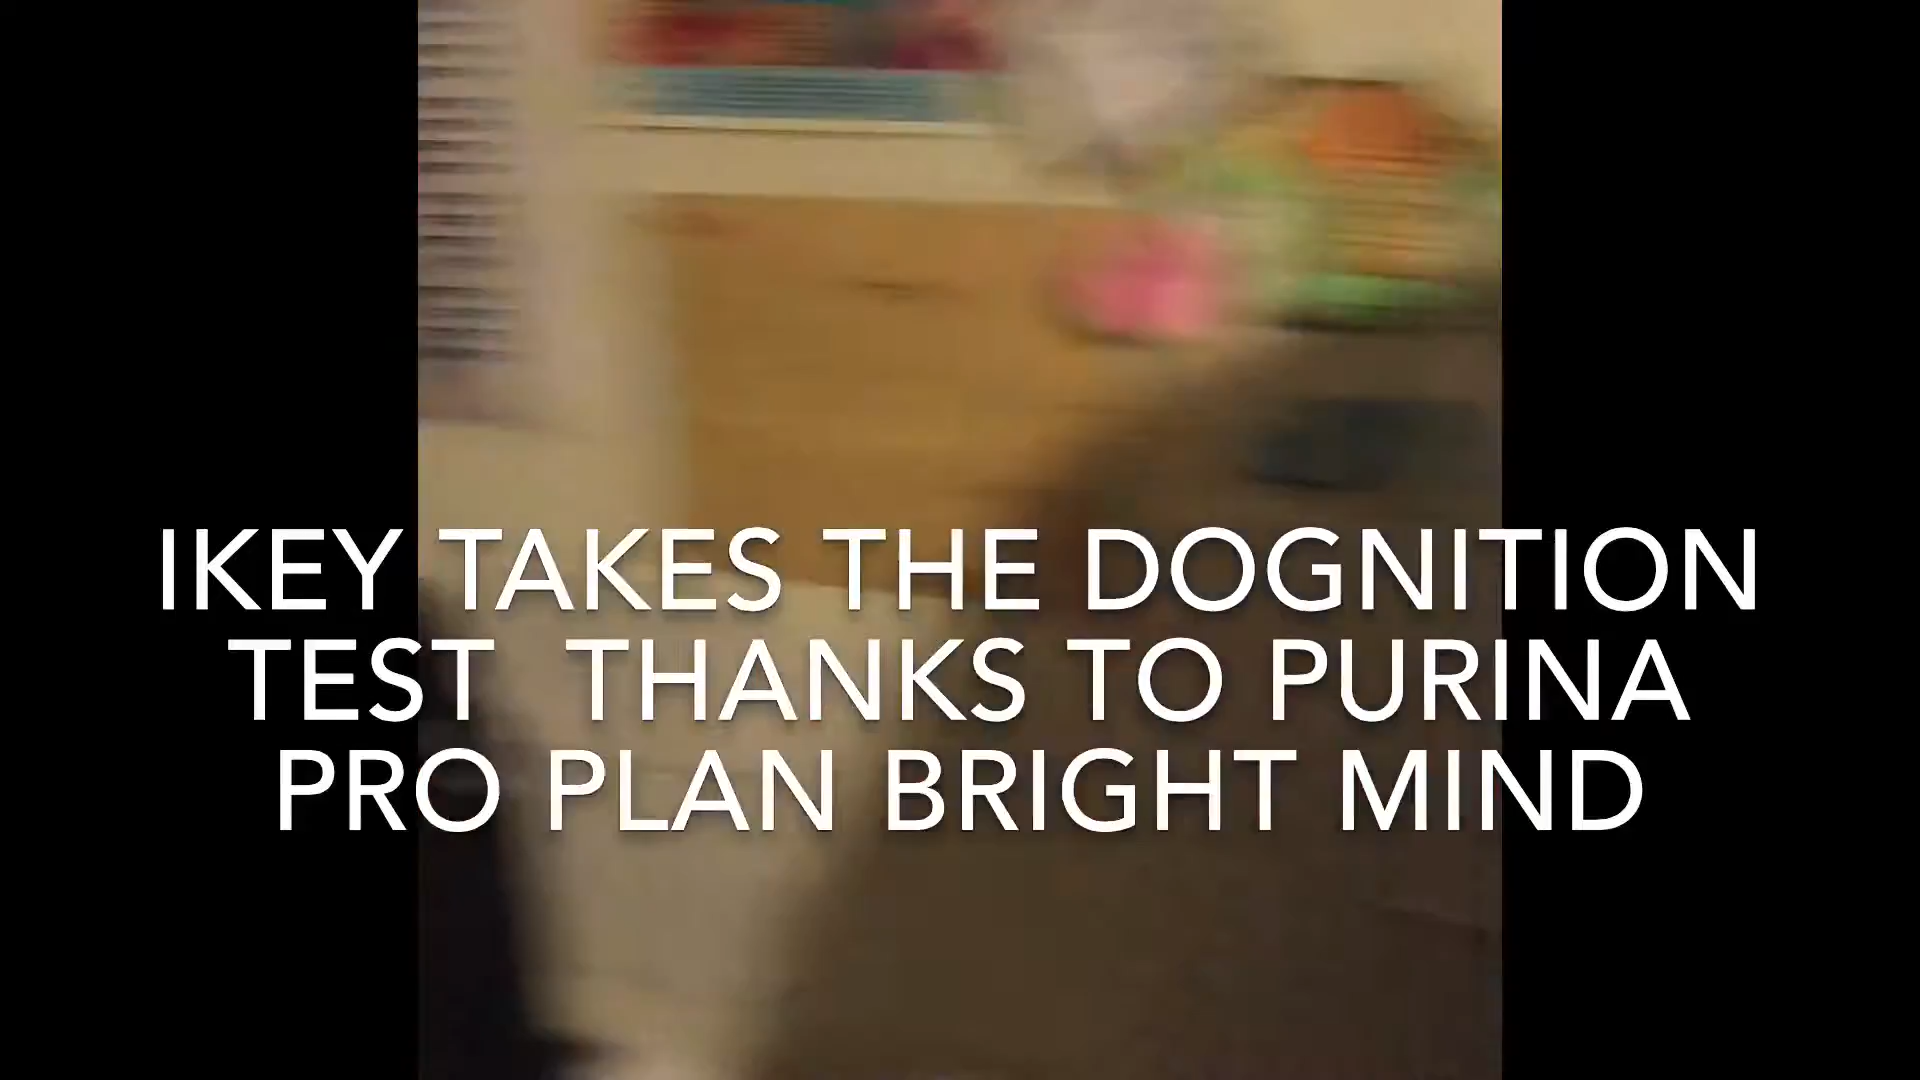 IKEY TAKES THE DOGNITION
TEST THANKS TO PURINA
PRO PLAN BRIGHT MIND